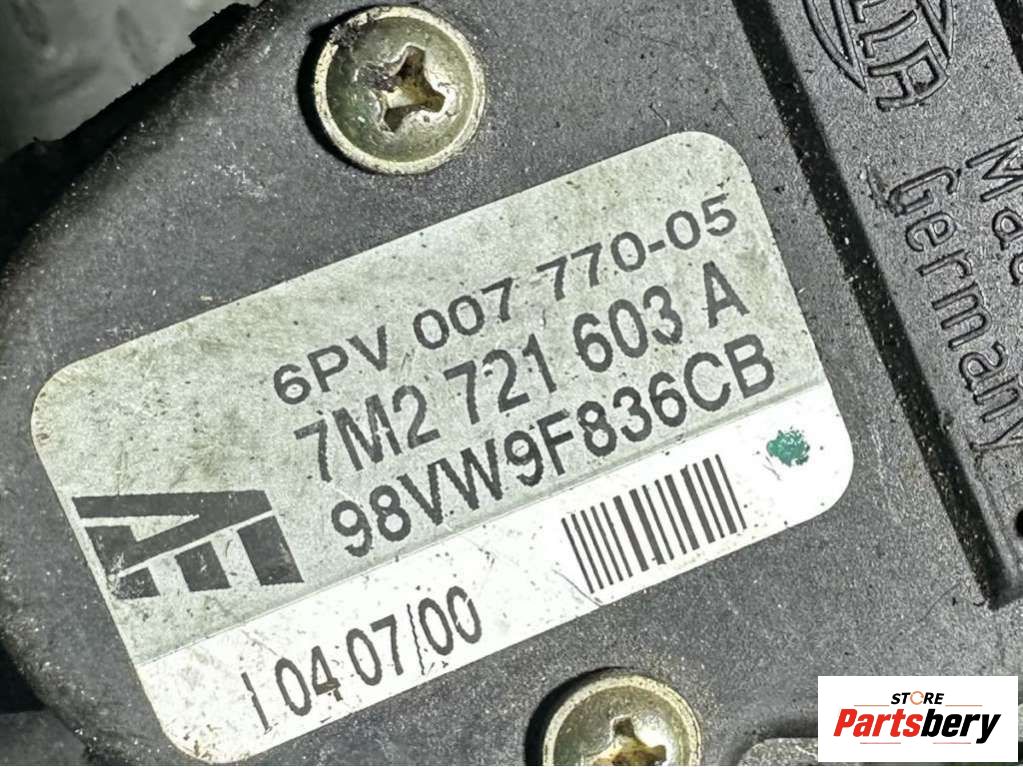 6PV 007 770-05
7M2 721 603 A
98VW9F836CB
I 04 07/00
Germany
STORE
Partsbery